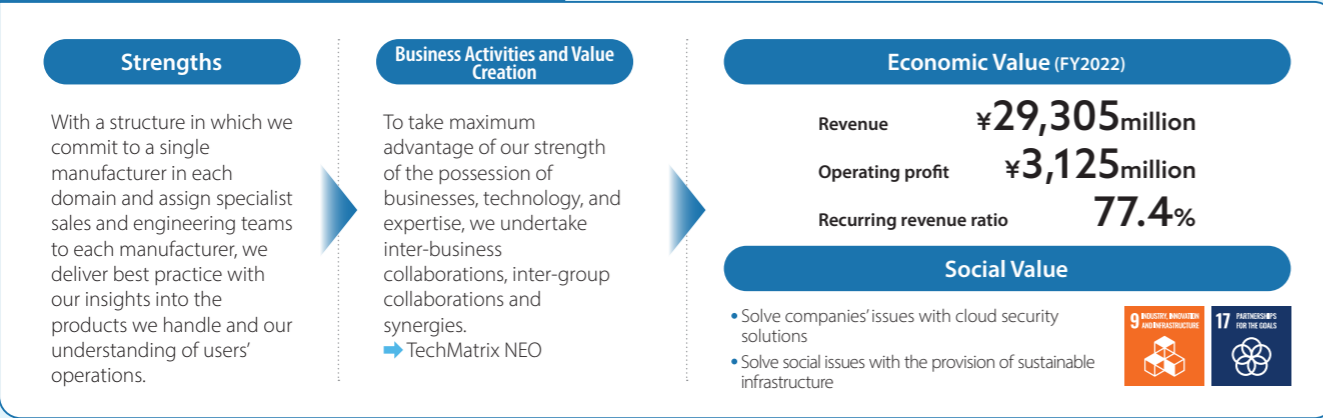 Strengths
With a structure in which we
commit to a single
manufacturer in each
domain and assign specialist
sales and engineering teams
to each manufacturer, we
deliver best practice with
our insights into the
products we handle and our
understanding of users’
operations.
Business Activities and Value
Creation
To take maximum
advantage of our strength
of the possession of
businesses, technology, and
expertise, we undertake
inter-business
collaborations, inter-group
collaborations and
synergies.
➡ TechMatrix NEO
Economic Value (FY2022)
Revenue ¥29,305million
Operating profit ¥3,125million
Recurring revenue ratio 77.4%
Social Value
• Solve companies’ issues with cloud security
solutions
• Solve social issues with the provision of sustainable
infrastructure
9 INDUSTRY, INNOVATION
AND INFRASTRUCTURE
17 PARTNERSHIPS
FOR THE GOALS